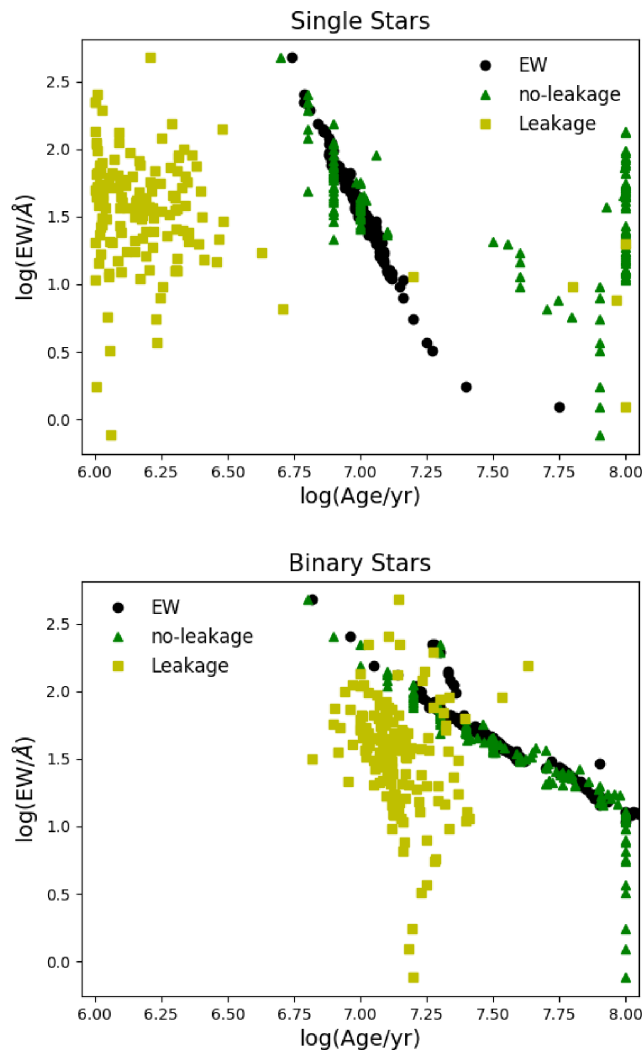 Single Stars
log(EW/Å)
2.5
2.0
1.5
1.0
0.5
0.0
EW
no-leakage
Leakage
6.00 6.25 6.50 6.75 7.00 7.25 7.50 7.75 8.00
log(Age/yr)
Binary Stars
log(EW/Å)
2.5
2.0
1.5
1.0
0.5
0.0
EW
no-leakage
Leakage
6.00 6.25 6.50 6.75 7.00 7.25 7.50 7.75 8.00
log(Age/yr)